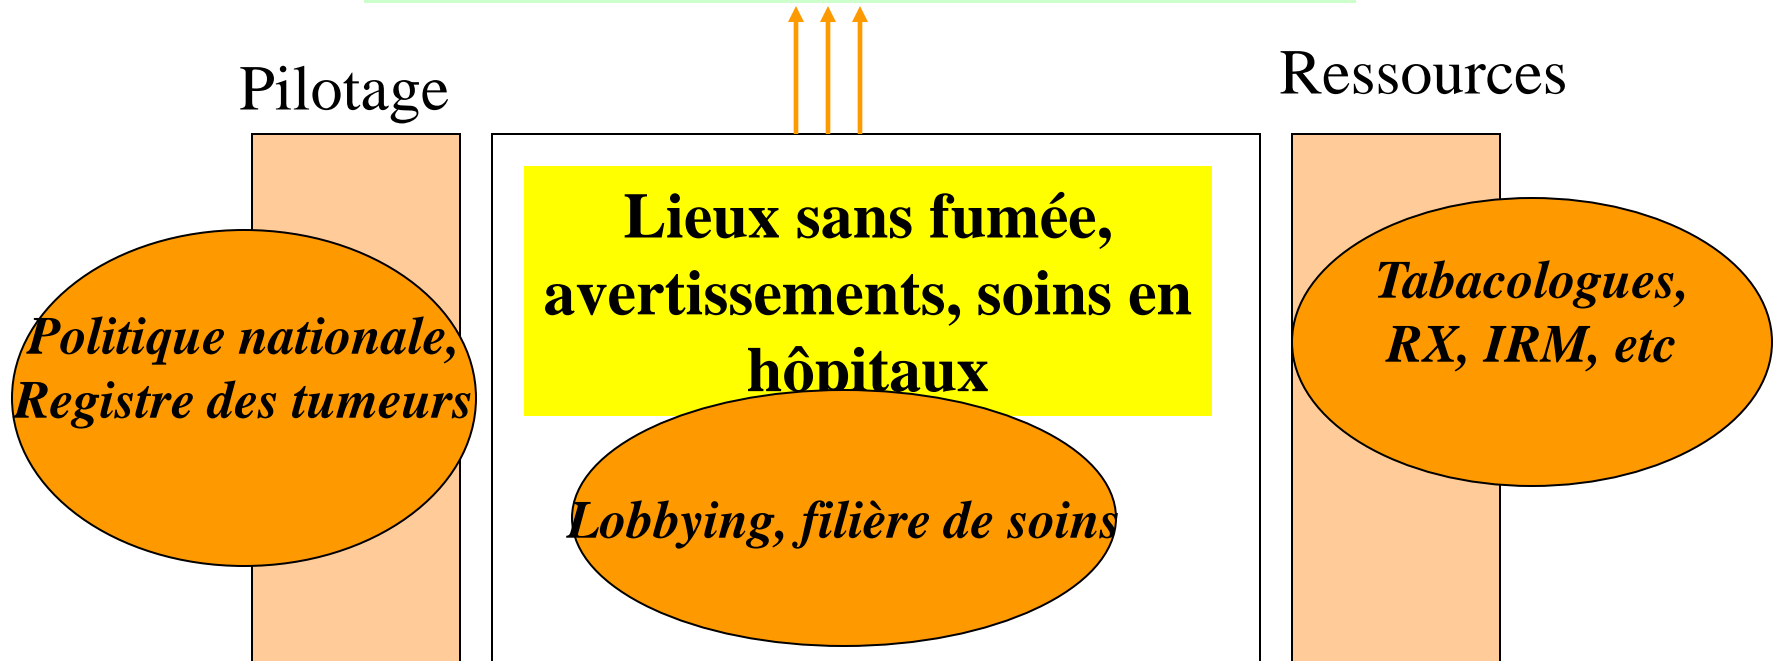 Pilotage
Ressources
Lieux sans fumée,
avertissements, soins en
hôpitaux
Politique nationale,
Registre des tumeurs
Tabacologues,
RX, IRM, etc
Lobbying, filière de soins